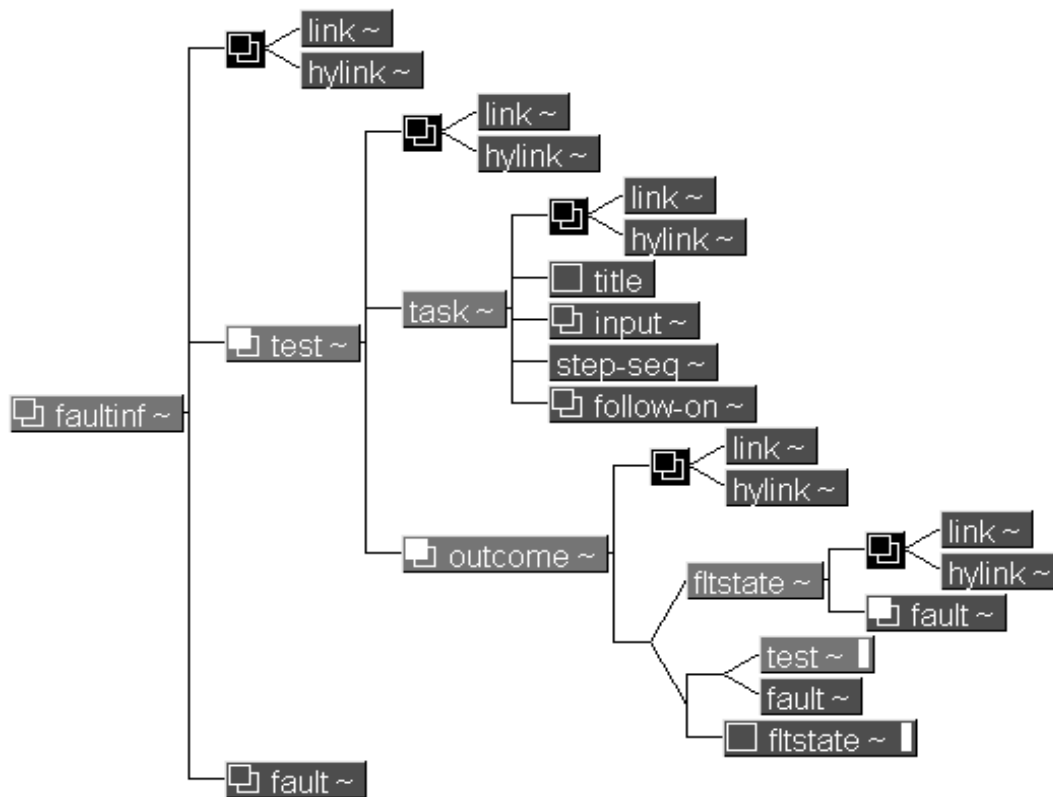 link ~
hylink ~
link ~
hylink ~
link ~
hylink ~
title
task ~
input ~
test ~
step-seq ~
faultinf ~
follow-on ~
link ~
hylink ~
link ~
outcome ~
hylink ~
fltstate ~
fault ~
test ~
fault ~
fltstate ~
fault ~